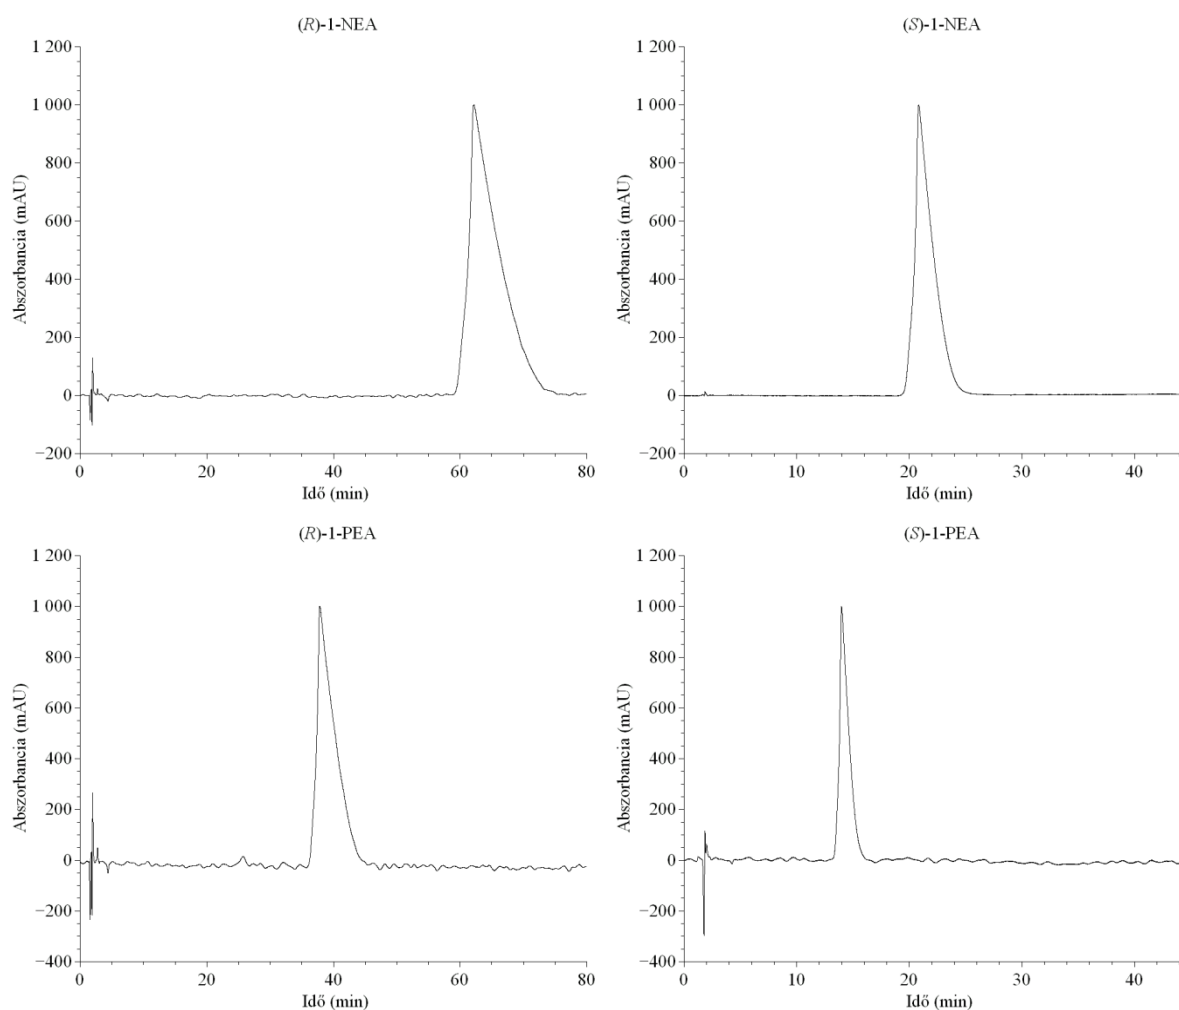 (R)-1-NEA
1 200
1 000
800
600
400
200
0
−200
Abszorbancia (mAU)
0 20 40 60 80
Idő (min)
(S)-1-NEA
1 200
1 000
800
600
400
200
0
−200
Abszorbancia (mAU)
0 10 20 30 40
Idő (min)
(R)-1-PEA
1 200
1 000
800
600
400
200
0
−200
−400
Abszorbancia (mAU)
0 20 40 60 80
Idő (min)
(S)-1-PEA
1 200
1 000
800
600
400
200
0
−200
−400
Abszorbancia (mAU)
0 10 20 30 40
Idő (min)